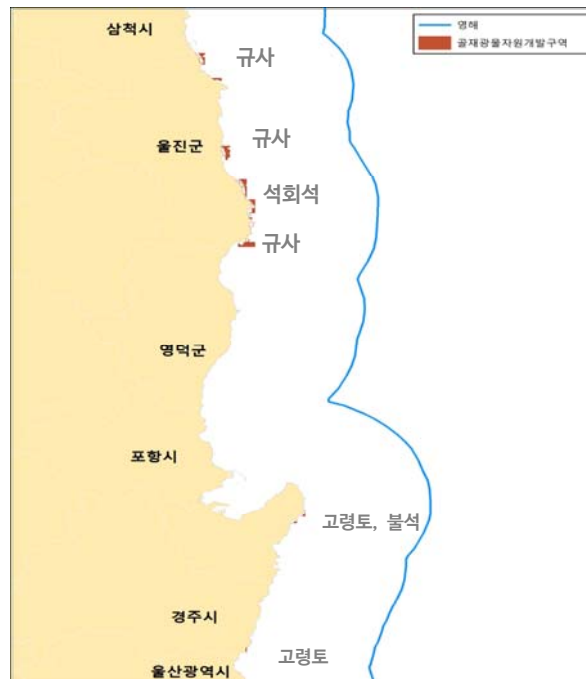 삼척시
영해
골재광물자원개발구역
규사
울진군
규사
석회석
규사
영덕군
포항시
고령토, 불석
경주시
고령토
울산광역시